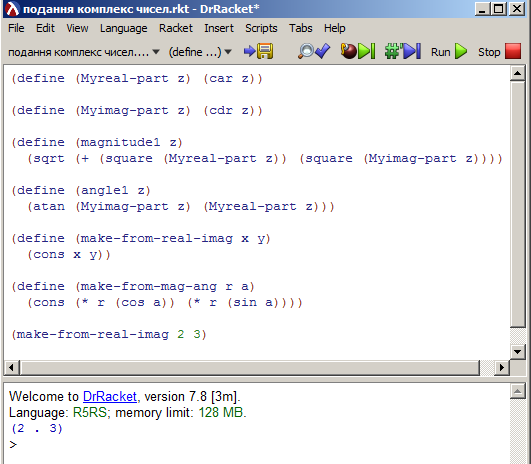 подання комплекс чисел.rkt - DrRacket*
File Edit View Language Racket Insert Scripts Tabs Help
подання комплекс чисел.... (define ...) Run Stop
(define (Myreal-part z) (car z))
(define (Myimag-part z) (cdr z))
(define (magnitude1 z)
(sqrt (+ (square (Myreal-part z)) (square (Myimag-part z))))
(define (angle1 z)
(atan (Myimag-part z) (Myreal-part z)))
(define (make-from-real-imag x y)
(cons x y))
(define (make-from-mag-ang r a)
(cons (* r (cos a)) (* r (sin a))))
(make-from-real-imag 2 3)
Welcome to DrRacket, version 7.8 [3m].
Language: R5RS; memory limit: 128 MB.
(2 . 3)
>